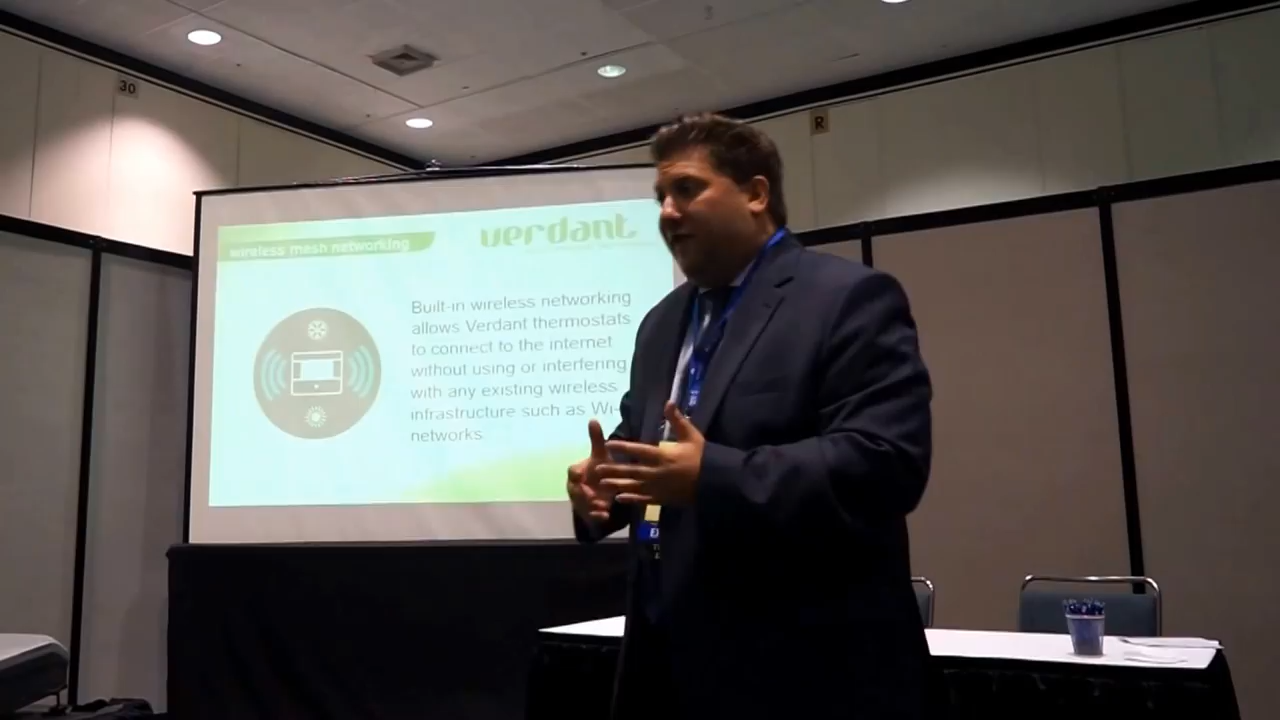 30
R
verdant
wireless mesh networking
Built-in wireless networking
allows Verdant thermostats
to connect to the internet
without using or interfering
with any existing wireless
infrastructure such as Wi-
networks.